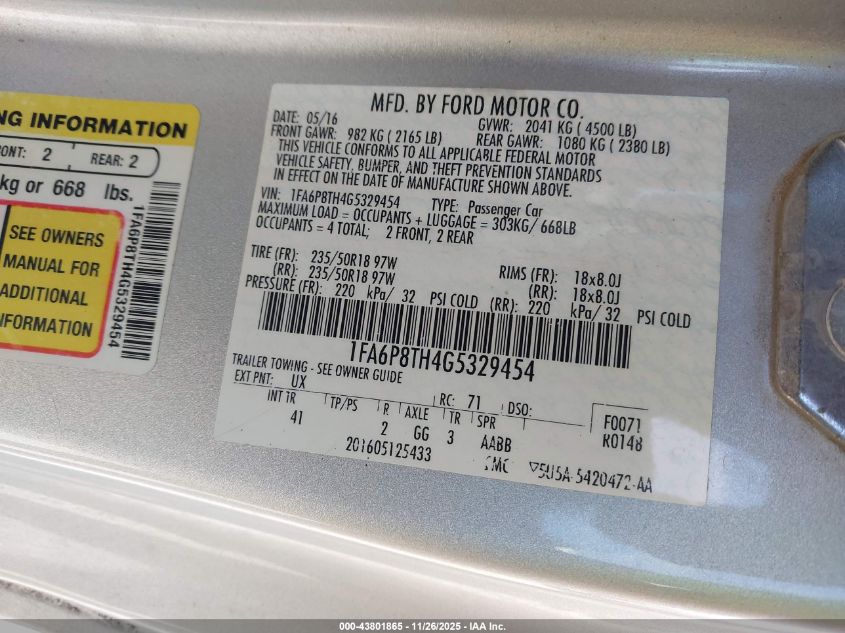 NG INFORMATION
ONT: 2 REAR: 2
kg or 668 lbs.
SEE OWNERS
MANUAL FOR
ADDITIONAL
INFORMATION
1FA6P8TH4G5329454
MFD. BY FORD MOTOR CO.
DATE: 05/16 GVWR: 2041 KG ( 4500 LB)
FRONT GAWR: 982 KG ( 2165 LB) REAR GAWR: 1080 KG ( 2380 LB)
THIS VEHICLE CONFORMS TO ALL APPLICABLE FEDERAL MOTOR
VEHICLE SAFETY, BUMPER, AND THEFT PREVENTION STANDARDS
IN EFFECT ON THE DATE OF MANUFACTURE SHOWN ABOVE.
VIN: 1FA6P8TH4G5329454 TYPE: Passenger Car
MAXIMUM LOAD = OCCUPANTS + LUGGAGE = 303KG/ 668LB
OCCUPANTS = 4 TOTAL; 2 FRONT, 2 REAR
TIRE (FR): 235/50R18 97W RIMS (FR): 18x8.0J
(RR): 235/50R18 97W (RR): 18x8.0J
PRESSURE (FR): 220 kPa/ 32 PSI COLD (RR): 220 kPa/ 32 PSI COLD
1FA6P8TH4G5329454
TRAILER TOWING - SEE OWNER GUIDE
EXT PNT: UX RC: 71 DSO: F0071
INT TR TP/PS R AXLE TR SPR R0148
41 2 GG 3 AABB
201605125433 5U5A-5420472-AA
000-43801865 - 11/26/2025 - IAA Inc.